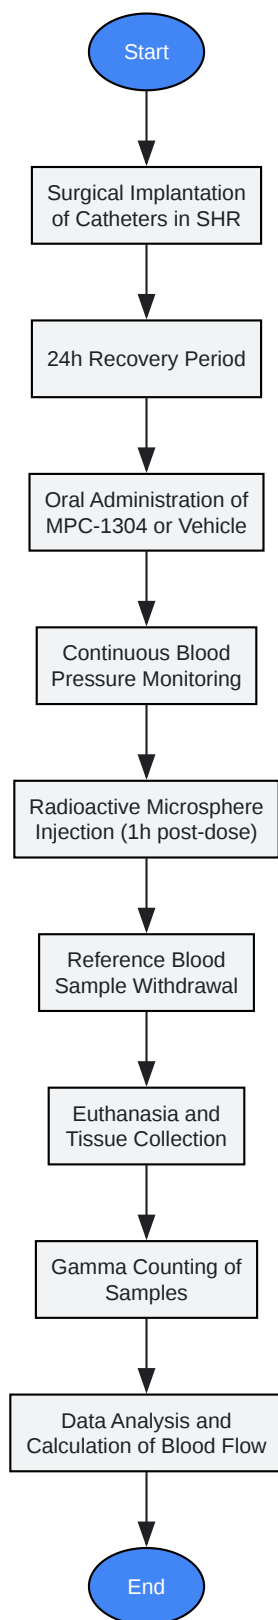 Start
Surgical Implantation
of Catheters in SHR
24h Recovery Period
Oral Administration of
MPC-1304 or Vehicle
Continuous Blood
Pressure Monitoring
Radioactive Microsphere
Injection (1h post-dose)
Reference Blood
Sample Withdrawal
Euthanasia and
Tissue Collection
Gamma Counting of
Samples
Data Analysis and
Calculation of Blood Flow
End